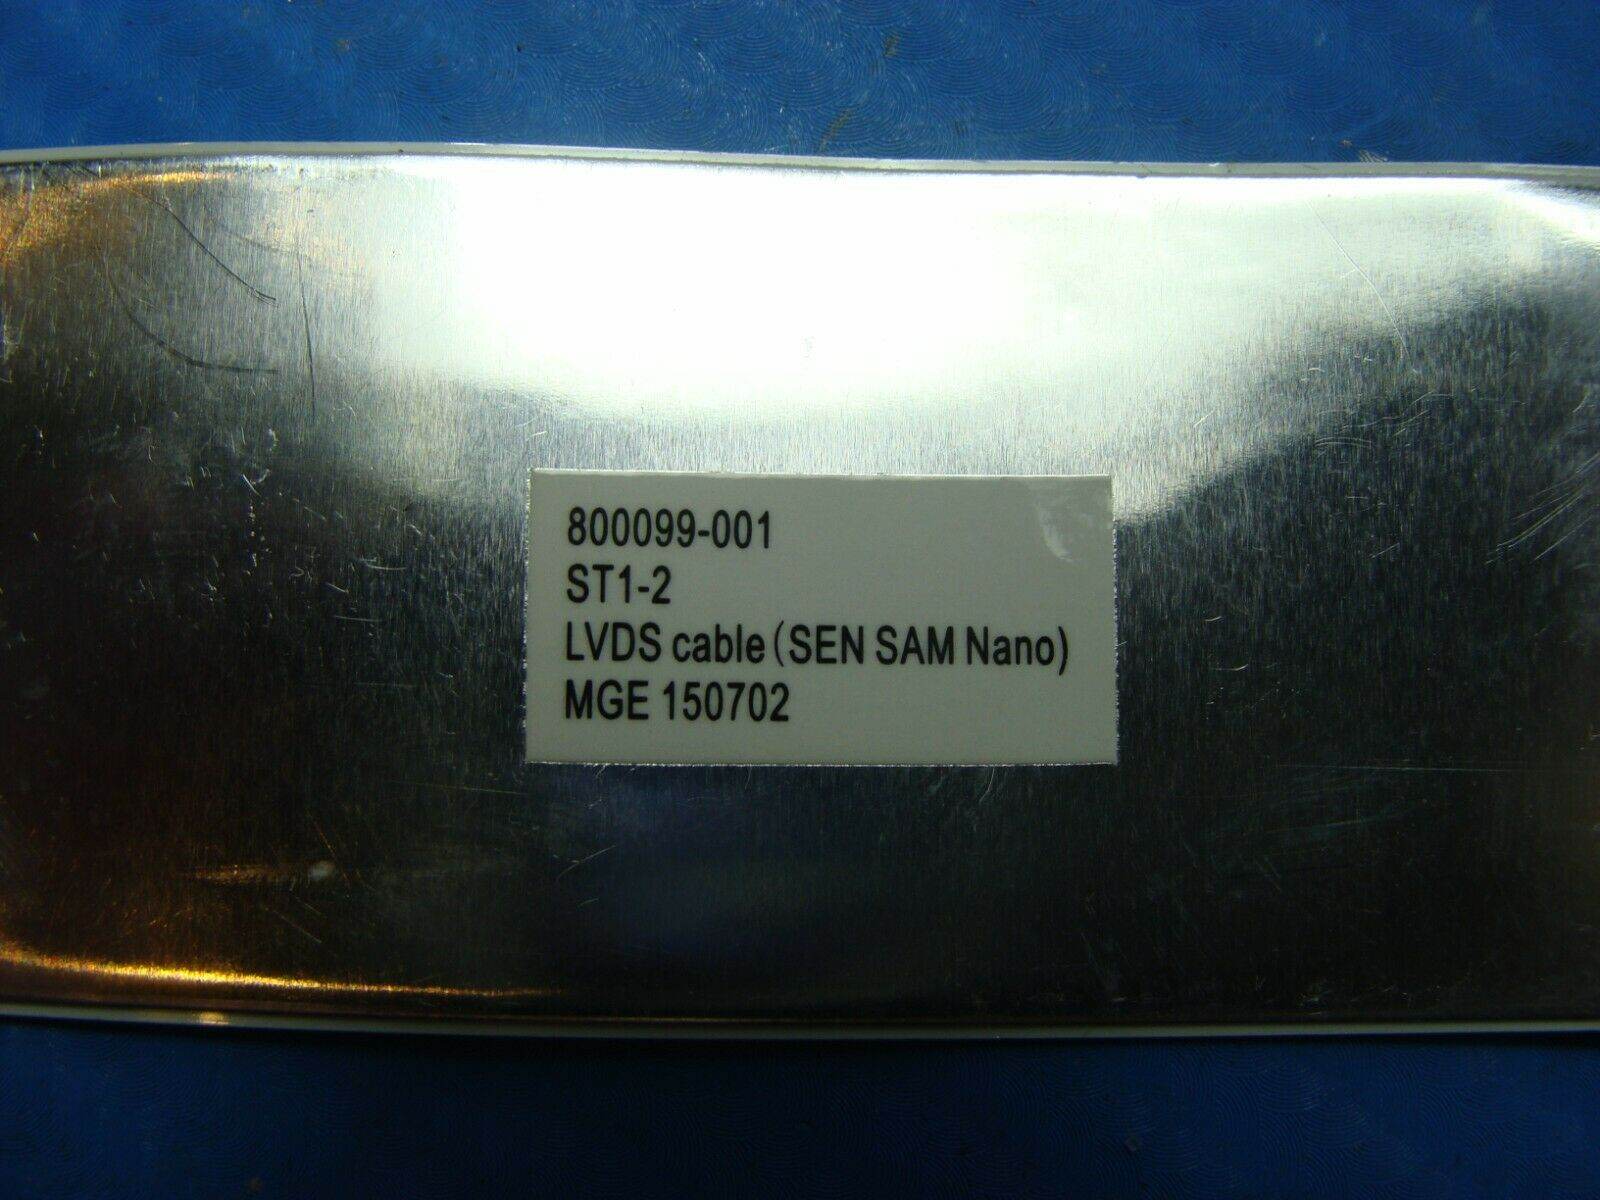 800099-001
ST1-2
LVDS cable (SEN SAM Nano)
MGE 150702